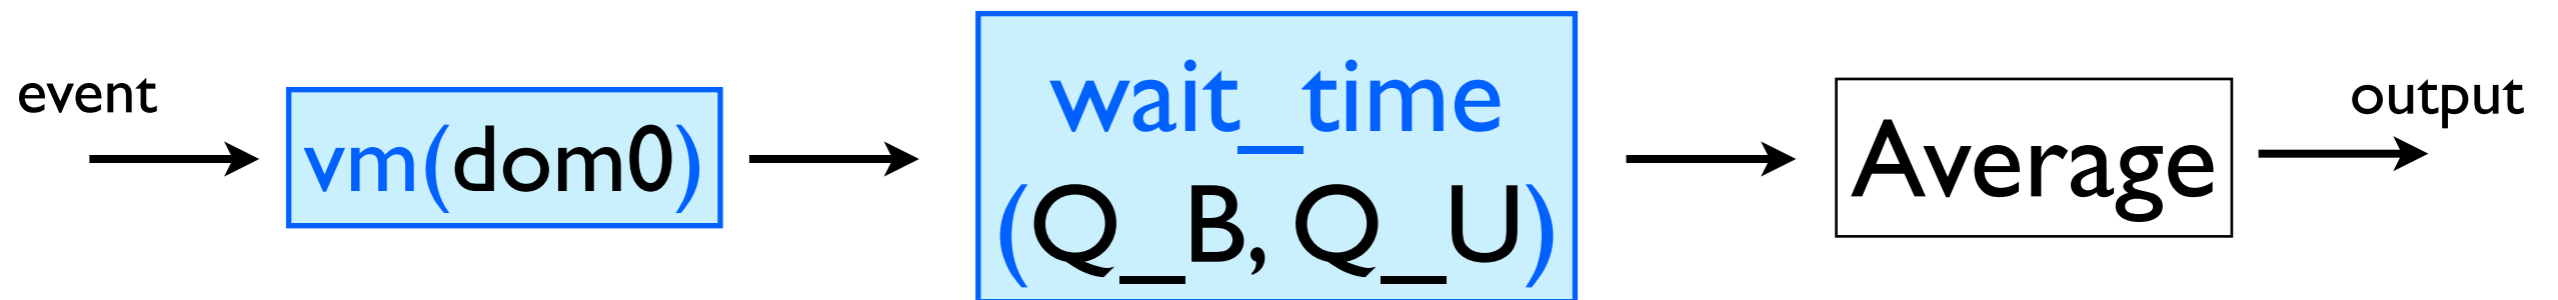 event
vm(dom0)
wait_time
(Q_B, Q_U)
Average
output